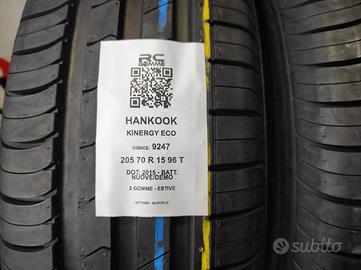 RC
GOMME
HANKOOK
KINERGY ECO
CODICE: 9247
205 70 R 15 96 T
DOT: 2015 - BATT:
NUOVE/DEMO
2 GOMME - ESTIVE
subito